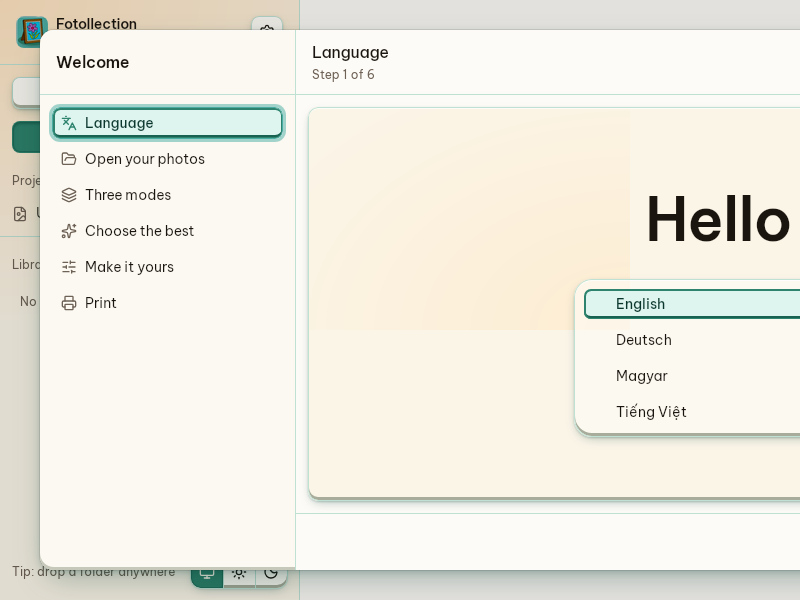 Fotollection
Welcome
Language
Open your photos
Three modes
Choose the best
Make it yours
Print
Language
Step 1 of 6
Hello
English
Deutsch
Magyar
Tiếng Việt
No
Tip: drop a folder anywhere